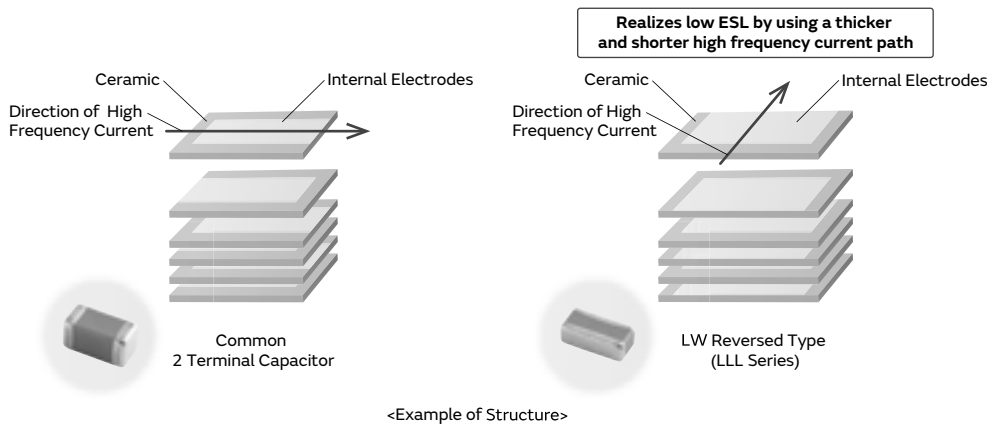 Realizes low ESL by using a thicker
and shorter high frequency current path
Ceramic
Internal Electrodes
Direction of High
Frequency Current
Ceramic
Internal Electrodes
Direction of High
Frequency Current
Common
2 Terminal Capacitor
LW Reversed Type
(LLL Series)
<Example of Structure>